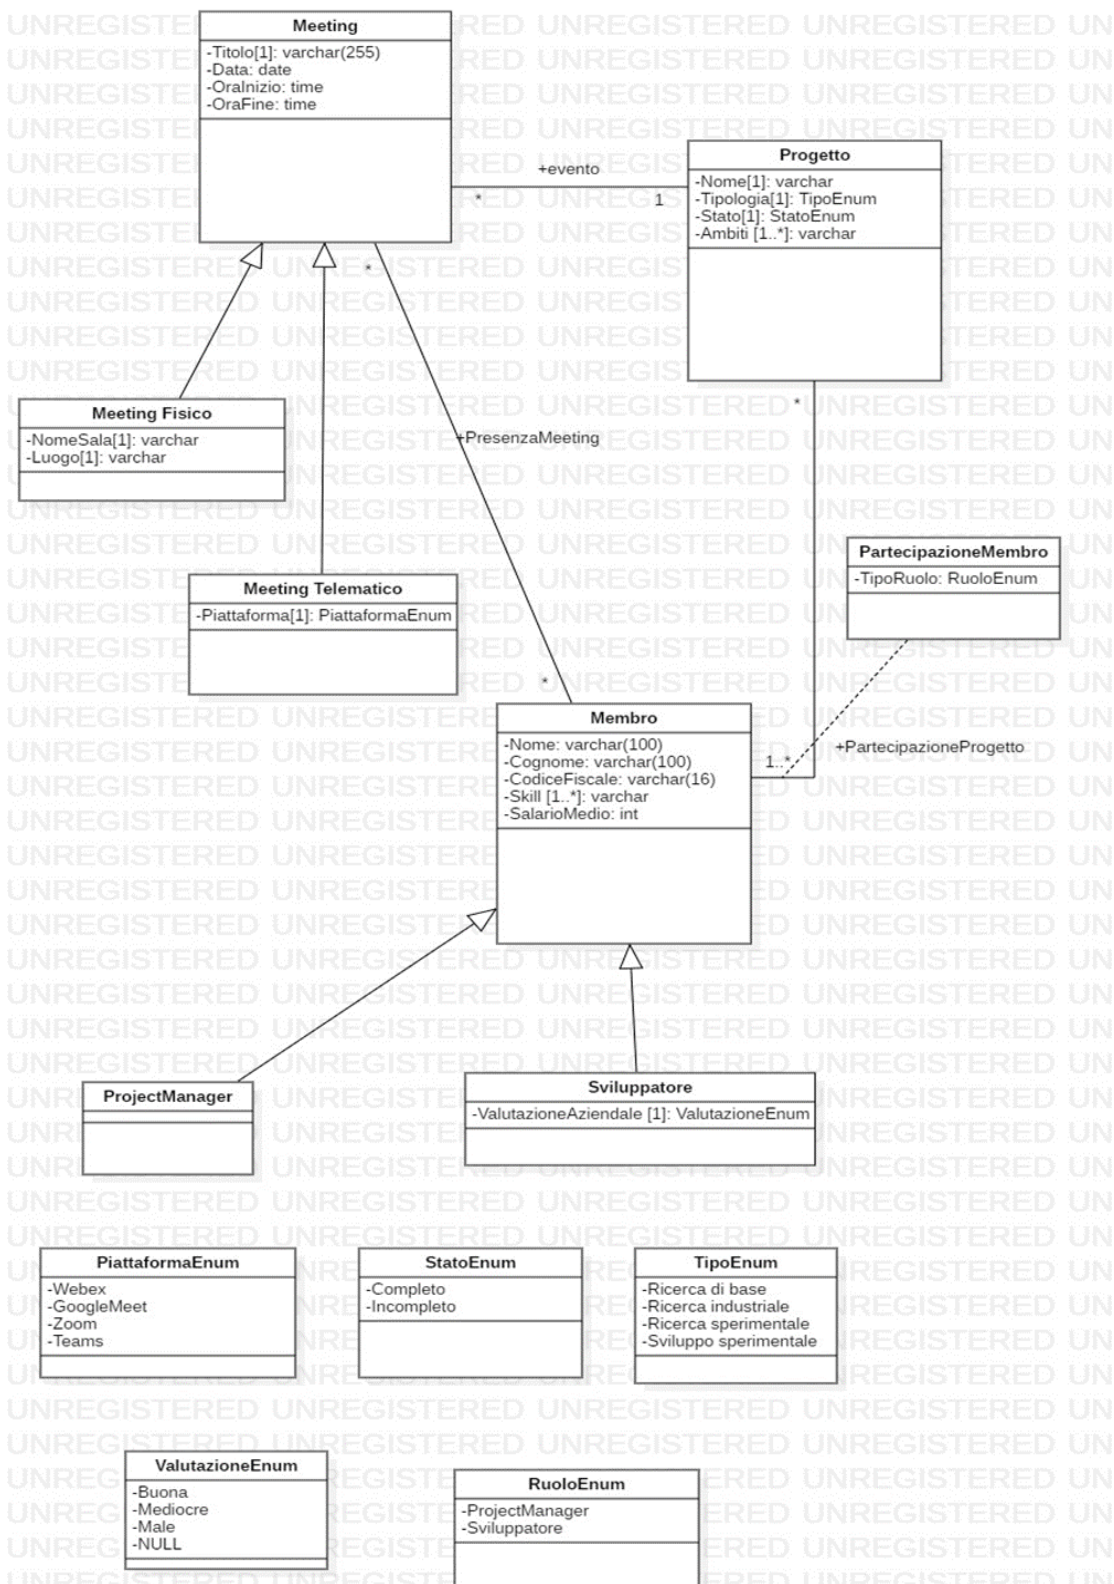 Meeting
-Titolo[1]: varchar(255)
-Data: date
-OraInizio: time
-OraFine: time
+evento
*
1
Progetto
-Nome[1]: varchar
-Tipologia[1]: TipoEnum
-Stato[1]: StatoEnum
-Ambiti [1..*]: varchar
*
*
Meeting Fisico
-NomeSala[1]: varchar
-Luogo[1]: varchar
+PresenzaMeeting
Meeting Telematico
-Piattaforma[1]: PiattaformaEnum
PartecipazioneMembro
-TipoRuolo: RuoloEnum
*
Membro
-Nome: varchar(100)
-Cognome: varchar(100)
-CodiceFiscale: varchar(16)
-Skill [1..*]: varchar
-SalarioMedio: int
1..*
+PartecipazioneProgetto
ProjectManager
Sviluppatore
-ValutazioneAziendale [1]: ValutazioneEnum
PiattaformaEnum
-Webex
-GoogleMeet
-Zoom
-Teams
StatoEnum
-Completo
-Incompleto
TipoEnum
-Ricerca di base
-Ricerca industriale
-Ricerca sperimentale
-Sviluppo sperimentale
ValutazioneEnum
-Buona
-Mediocre
-Male
-NULL
RuoloEnum
-ProjectManager
-Sviluppatore
UNREGISTERED